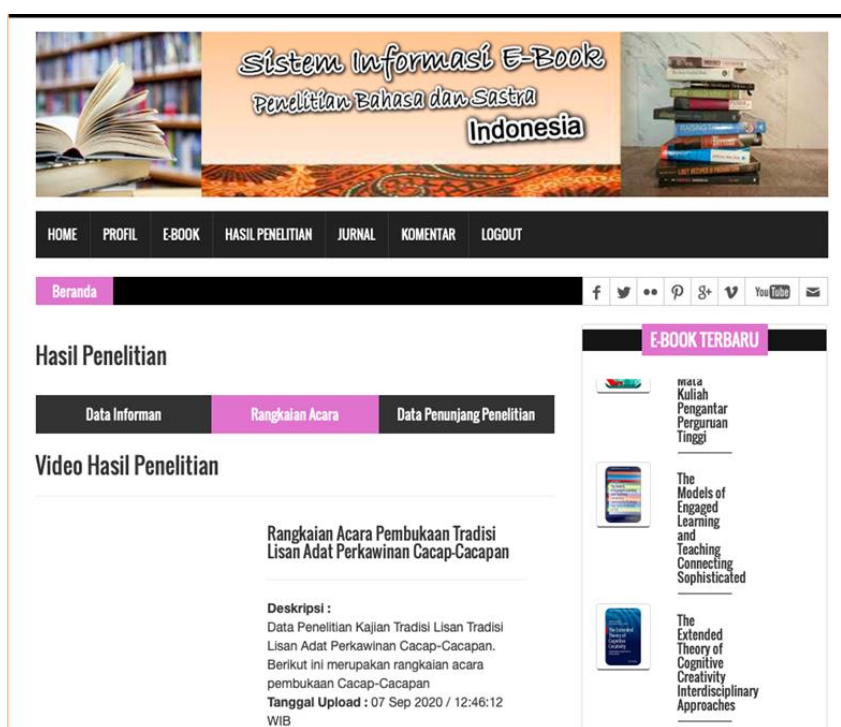 Sistem Informasi E-Book
Penelitian Bahasa dan Sastra
Indonesia
HOME PROFIL E-BOOK HASIL PENELITIAN JURNAL KOMENTAR LOGOUT
Beranda
You Tube
Hasil Penelitian
Data Informan Rangkaian Acara Data Penunjang Penelitian
Video Hasil Penelitian
Rangkaian Acara Pembukaan Tradisi
Lisan Adat Perkawinan Cacap-Cacapan
Deskripsi :
Data Penelitian Kajian Tradisi Lisan Tradisi
Lisan Adat Perkawinan Cacap-Cacapan.
Berikut ini merupakan rangkaian acara
pembukaan Cacap-Cacapan
Tanggal Upload : 07 Sep 2020 / 12:46:12
WIB
E-BOOK TERBARU
Mata
Kuliah
Pengantar
Perguruan
Tinggi
The
Models of
Engaged
Learning
and
Teaching
Connecting
Sophisticated
The
Extended
Theory of
Cognitive
Creativity
Interdisciplinary
Approaches